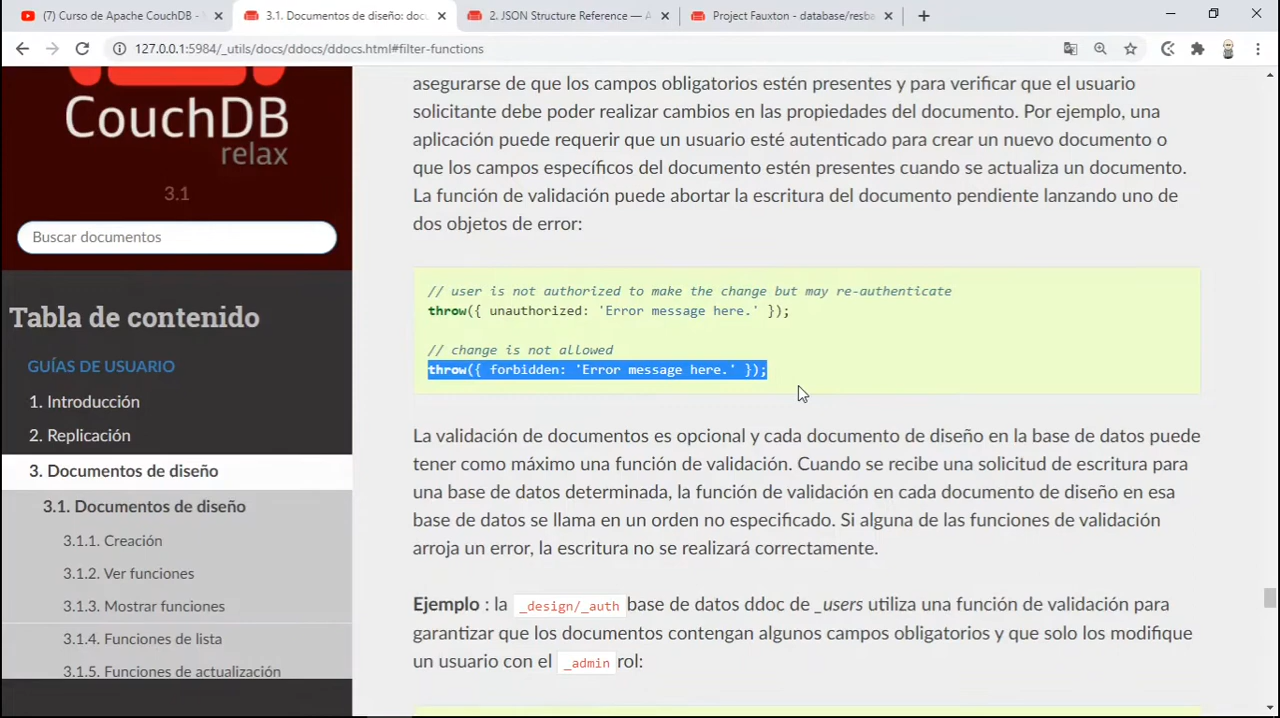 (7) Curso de Apache CouchDB -
3.1. Documentos de diseño: docu
2. JSON Structure Reference — A
Project Fauxton - database/resba
127.0.0.1:5984/_utils/docs/ddocs/ddocs.html#filter-functions
CouchDB
relax
3.1
Buscar documentos
Tabla de contenido
GUÍAS DE USUARIO
1. Introducción
2. Replicación
3. Documentos de diseño
3.1. Documentos de diseño
3.1.1. Creación
3.1.2. Ver funciones
3.1.3. Mostrar funciones
3.1.4. Funciones de lista
3.1.5. Funciones de actualización
asegurarse de que los campos obligatorios estén presentes y para verificar que el usuario
solicitante debe poder realizar cambios en las propiedades del documento. Por ejemplo, una
aplicación puede requerir que un usuario esté autenticado para crear un nuevo documento o
que los campos específicos del documento estén presentes cuando se actualiza un documento.
La función de validación puede abortar la escritura del documento pendiente lanzando uno de
dos objetos de error:
// user is not authorized to make the change but may re-authenticate
throw({ unauthorized: 'Error message here.' });
// change is not allowed
throw({ forbidden: 'Error message here.' });
La validación de documentos es opcional y cada documento de diseño en la base de datos puede
tener como máximo una función de validación. Cuando se recibe una solicitud de escritura para
una base de datos determinada, la función de validación en cada documento de diseño en esa
base de datos se llama en un orden no especificado. Si alguna de las funciones de validación
arroja un error, la escritura no se realizará correctamente.
Ejemplo : la _design/_auth base de datos ddoc de _users utiliza una función de validación para
garantizar que los documentos contengan algunos campos obligatorios y que solo los modifique
un usuario con el _admin rol: